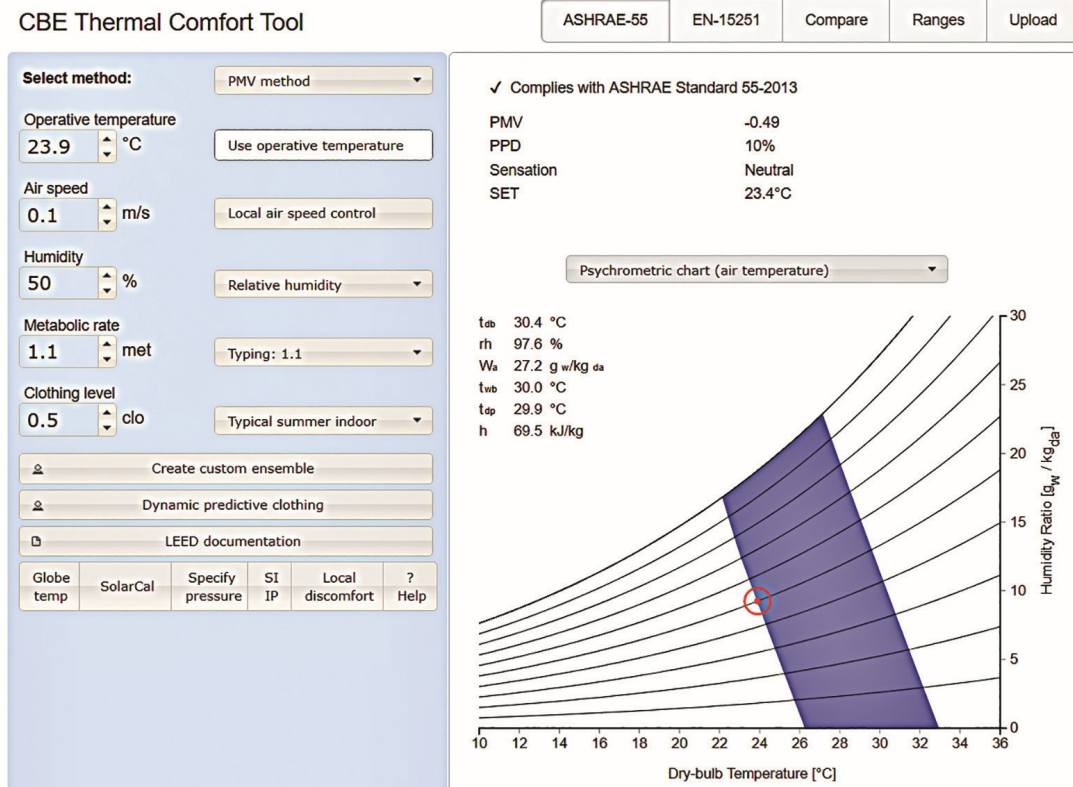 CBE Thermal Comfort Tool
ASHRAE-55
EN-15251
Compare
Ranges
Upload
Select method:
PMV method
Operative temperature
23.9 °C
Use operative temperature
Air speed
0.1 m/s
Local air speed control
Humidity
50 %
Relative humidity
Metabolic rate
1.1 met
Typing: 1.1
Clothing level
0.5 clo
Typical summer indoor
Create custom ensemble
Dynamic predictive clothing
LEED documentation
Globe temp
SolarCal
Specify pressure
SI IP
Local discomfort
? Help
✓ Complies with ASHRAE Standard 55-2013
PMV -0.49
PPD 10%
Sensation Neutral
SET 23.4°C
Psychrometric chart (air temperature)
tdb 30.4 °C
rh 97.6 %
Wa 27.2 g w/kg da
twb 30.0 °C
tdp 29.9 °C
h 69.5 kJ/kg
30
25
20
15
10
5
0
Humidity Ratio [gw / kgda]
10 12 14 16 18 20 22 24 26 28 30 32 34 36
Dry-bulb Temperature [°C]